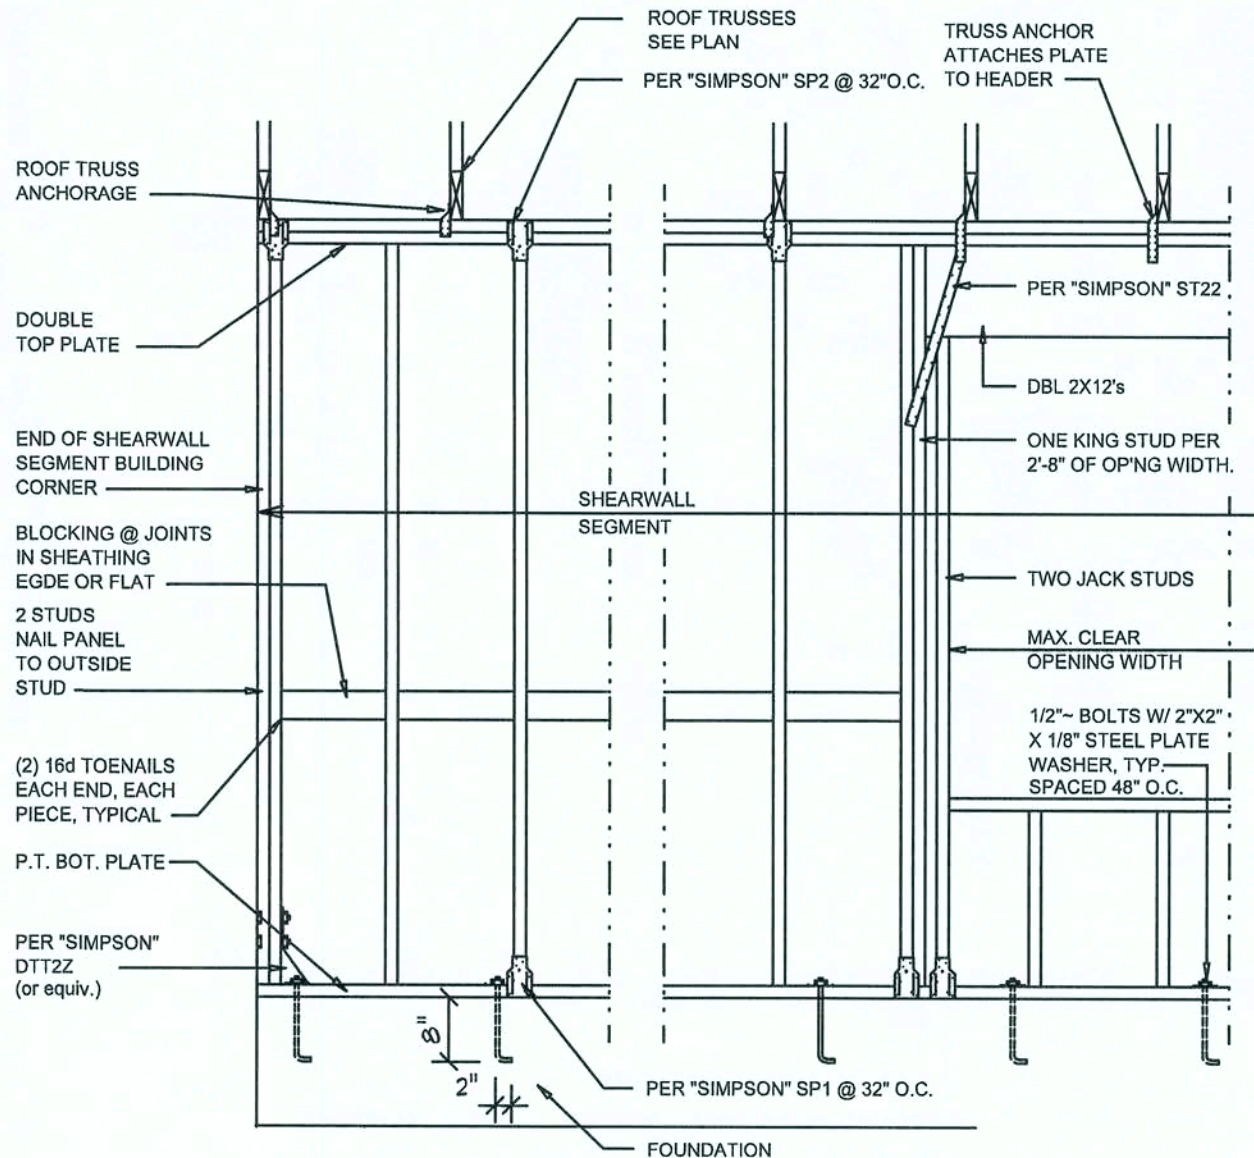 ROOF TRUSSES
SEE PLAN
TRUSS ANCHOR
ATTACHES PLATE
TO HEADER
PER "SIMPSON" SP2 @ 32"O.C.
ROOF TRUSS
ANCHORAGE
PER "SIMPSON" ST22
DOUBLE
TOP PLATE
DBL 2X12's
END OF SHEARWALL
SEGMENT BUILDING
CORNER
ONE KING STUD PER
2'-8" OF OP'NG WIDTH.
SHEARWALL
SEGMENT
BLOCKING @ JOINTS
IN SHEATHING
EGDE OR FLAT
TWO JACK STUDS
2 STUDS
NAIL PANEL
TO OUTSIDE
STUD
MAX. CLEAR
OPENING WIDTH
1/2"~ BOLTS W/ 2"X2"
X 1/8" STEEL PLATE
WASHER, TYP.
SPACED 48" O.C.
(2) 16d TOENAILS
EACH END, EACH
PIECE, TYPICAL
P.T. BOT. PLATE
PER "SIMPSON"
DTT2Z
(or equiv.)
8"
2"
PER "SIMPSON" SP1 @ 32" O.C.
FOUNDATION